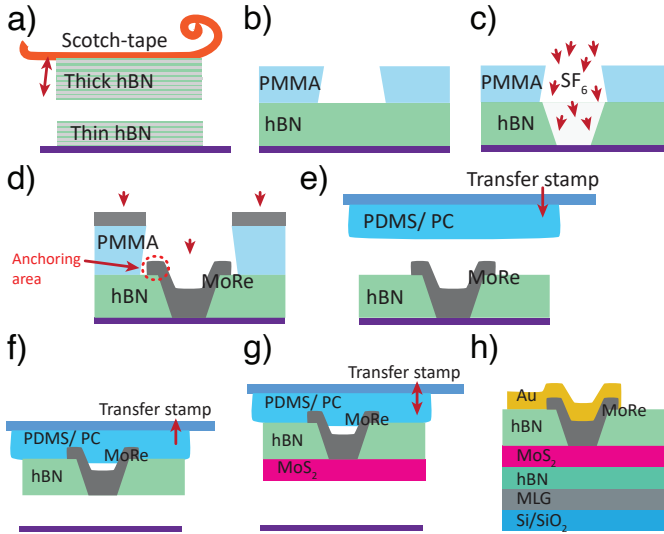 a)
Scotch-tape
Thick hBN
Thin hBN
b)
PMMA
hBN
c)
PMMA
SF₆
hBN
d)
PMMA
Anchoring
area
MoRe
hBN
e)
Transfer stamp
PDMS/ PC
MoRe
hBN
f)
Transfer stamp
PDMS/ PC
MoRe
hBN
g)
Transfer stamp
PDMS/ PC
MoRe
hBN
MoS₂
h)
Au
MoRe
hBN
MoS₂
hBN
MLG
Si/SiO₂